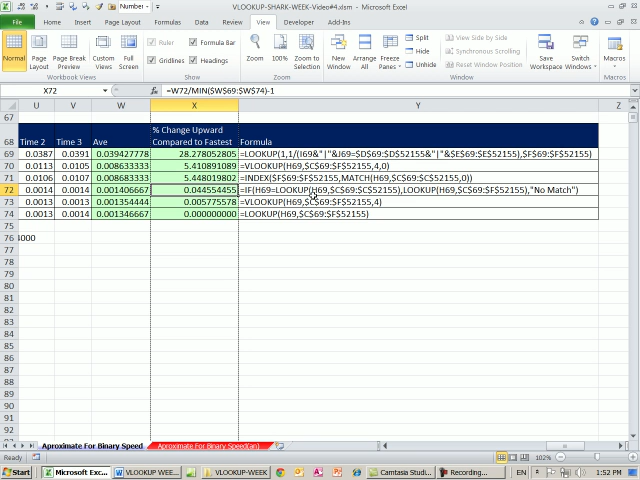 VLOOKUP-SHARK-WEEK-Video#4.xlsm - Microsoft Excel
Number
File Home Insert Page Layout Formulas Data Review View Developer Add-Ins
Normal Page Layout Page Break Preview Custom Views Full Screen
Workbook Views
Ruler Formula Bar
Gridlines Headings
Show
Zoom 100% Zoom to Selection
Zoom
New Window Arrange All Freeze Panes
Split View Side by Side
Hide Synchronous Scrolling
Unhide Reset Window Position
Save Workspace Switch Windows
Window
Macros
Macros
X72 fx =W72/MIN($W$69:$W$74)-1
U V W X Y Z
67
% Change Upward
68 Time 2 Time 3 Ave Compared to Fastest Formula
69 0.0387 0.0391 0.039427778 28.278052805 =LOOKUP(1,1/(I69&"|"&J69=$D$69:$D$52155&"|"&$E$69:$E$52155),$F$69:$F$52155)
70 0.0113 0.0105 0.008633333 5.410891089 =VLOOKUP(H69,$C$69:$F$52155,4,0)
71 0.0106 0.0107 0.008683333 5.448019802 =INDEX($F$69:$F$52155,MATCH(H69,$C$69:$C$52155,0))
72 0.0014 0.0014 0.001406667 0.044554455 =IF(H69=LOOKUP(H69,$C$69:$C$52155),LOOKUP(H69,$C$69:$F$52155),"No Match")
73 0.0013 0.0014 0.001354444 0.005775578 =VLOOKUP(H69,$C$69:$F$52155,4)
74 0.0013 0.0014 0.001346667 0.000000000 =LOOKUP(H69,$C$69:$F$52155)
75
76 4000
77
78
79
80
81
82
83
84
85
86
87
88
89
90
91
92
Aproximate For Binary Speed Aproximate For Binary Speed(an)
Ready 102%
Start Microsoft Exc... VLOOKUP WEE... VLOOKUP-WEEK Camtasia Studi... Recording... EN 1:52 PM